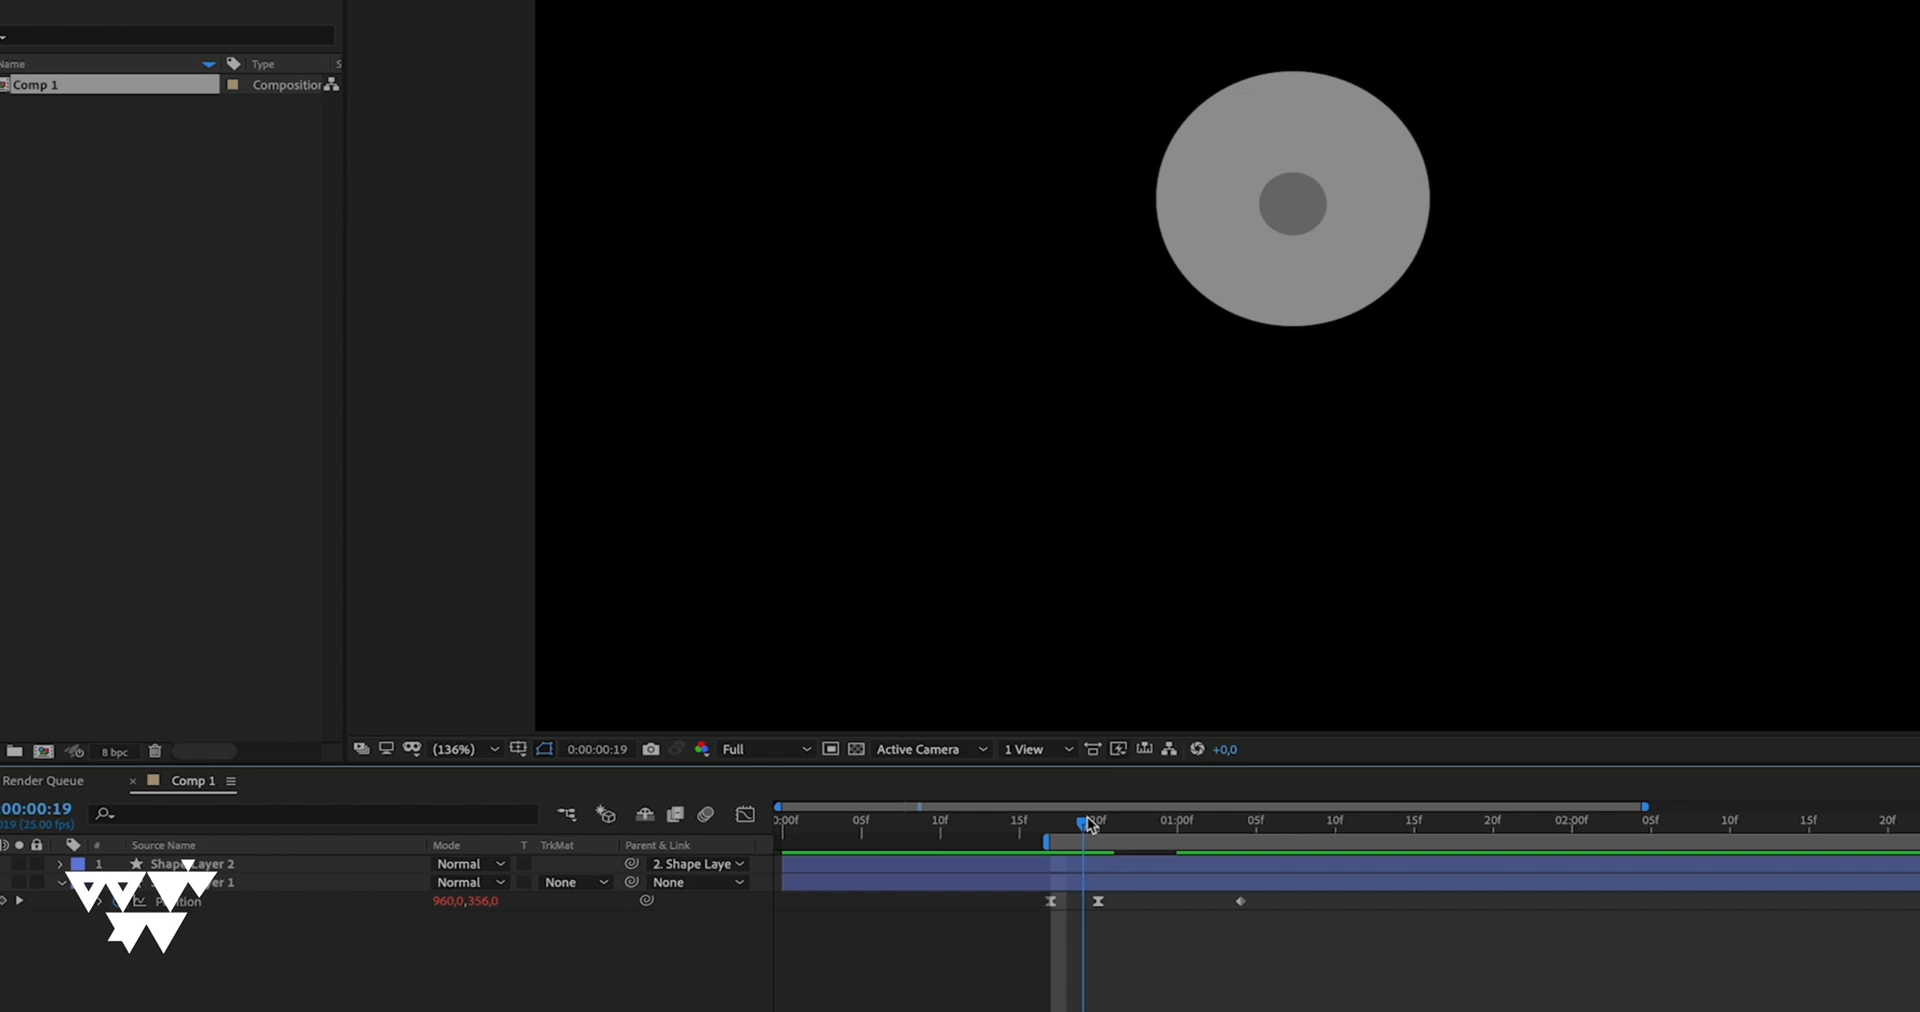 Name Type S
Comp 1 Composition
8 bpc (136%) 0:00:00:19 Full Active Camera 1 View +0,0
Render Queue × Comp 1
:00:00:19
019 (25.00 fps)
:00f 05f 10f 15f 20f 01:00f 05f 10f 15f 20f 02:00f 05f 10f 15f 20f
# Source Name Mode T TrkMat Parent & Link
1 Shape Layer 2 Normal 2. Shape Laye
Layer 1 Normal None None
Position 960,0,356,0